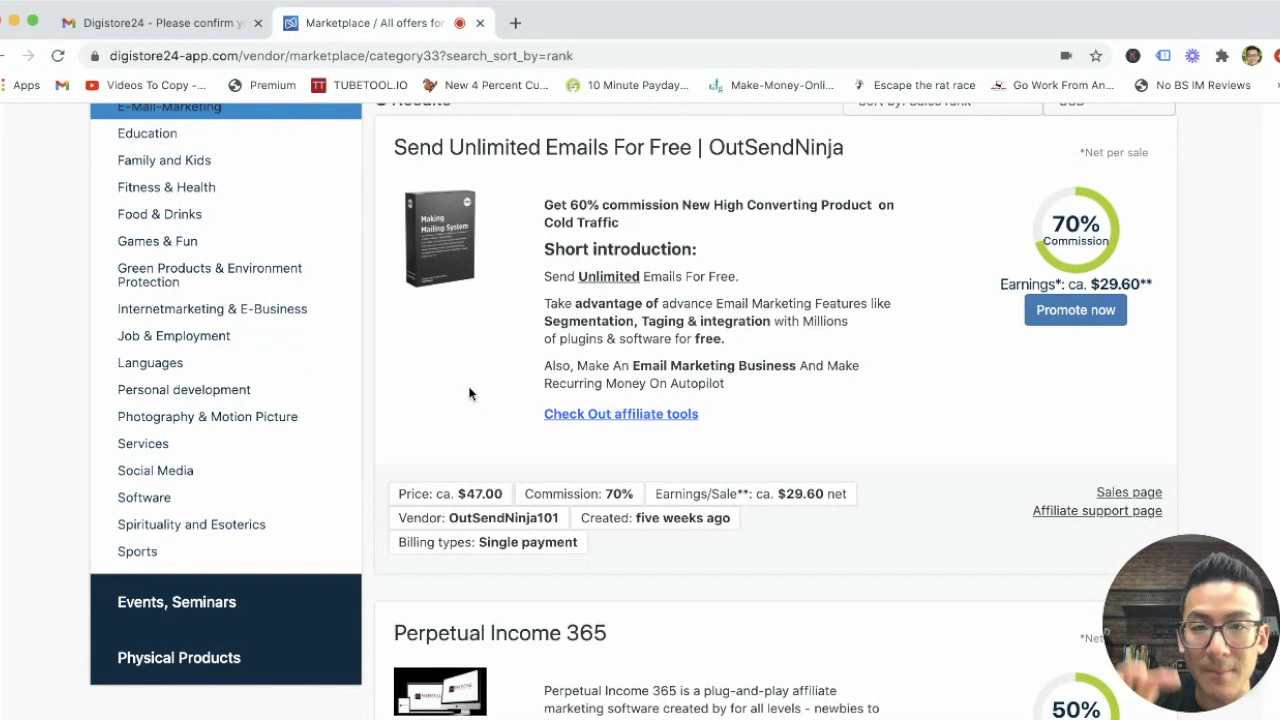 Digistore24 - Please confirm y
Marketplace / All offers for
digistore24-app.com/vendor/marketplace/category33?search_sort_by=rank
Apps
Videos To Copy -...
Premium
TT
TUBETOOL.IO
New 4 Percent Cu...
10 Minute Payday...
Make-Money-Onli...
Escape the rat race
Go Work From An...
No BS IM Reviews
E-Mail-Marketing
Education
Family and Kids
Fitness & Health
Food & Drinks
Games & Fun
Green Products & Environment
Protection
Internetmarketing & E-Business
Job & Employment
Languages
Personal development
Photography & Motion Picture
Services
Social Media
Software
Spirituality and Esoterics
Sports
Events, Seminars
Physical Products
Results
Sort by: Sales rank
USD
Send Unlimited Emails For Free | OutSendNinja
*Net per sale
Making
Mailing System
Get 60% commission New High Converting Product on
Cold Traffic
Short introduction:
Send Unlimited Emails For Free.
Take advantage of advance Email Marketing Features like
Segmentation, Taging & integration with Millions
of plugins & software for free.
Also, Make An Email Marketing Business And Make
Recurring Money On Autopilot
Check Out affiliate tools
70%
Commission
Earnings*: ca. $29.60**
Promote now
Price: ca. $47.00
Commission: 70%
Earnings/Sale**: ca. $29.60 net
Vendor: OutSendNinja101
Created: five weeks ago
Billing types: Single payment
Sales page
Affiliate support page
Perpetual Income 365
*Net
Perpetual Income 365 is a plug-and-play affiliate
marketing software created by for all levels - newbies to
50%